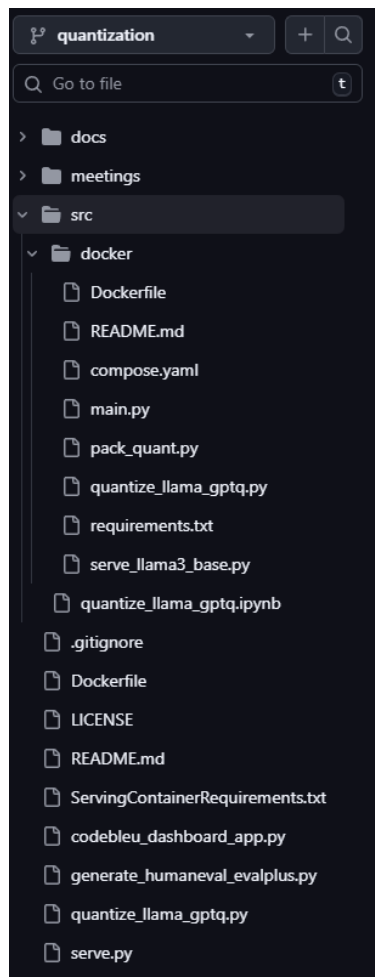 quantization
Go to file t
docs
meetings
src
docker
Dockerfile
README.md
compose.yaml
main.py
pack_quant.py
quantize_llama_gptq.py
requirements.txt
serve_llama3_base.py
quantize_llama_gptq.ipynb
.gitignore
Dockerfile
LICENSE
README.md
ServingContainerRequirements.txt
codebleu_dashboard_app.py
generate_humaneval_evalplus.py
quantize_llama_gptq.py
serve.py